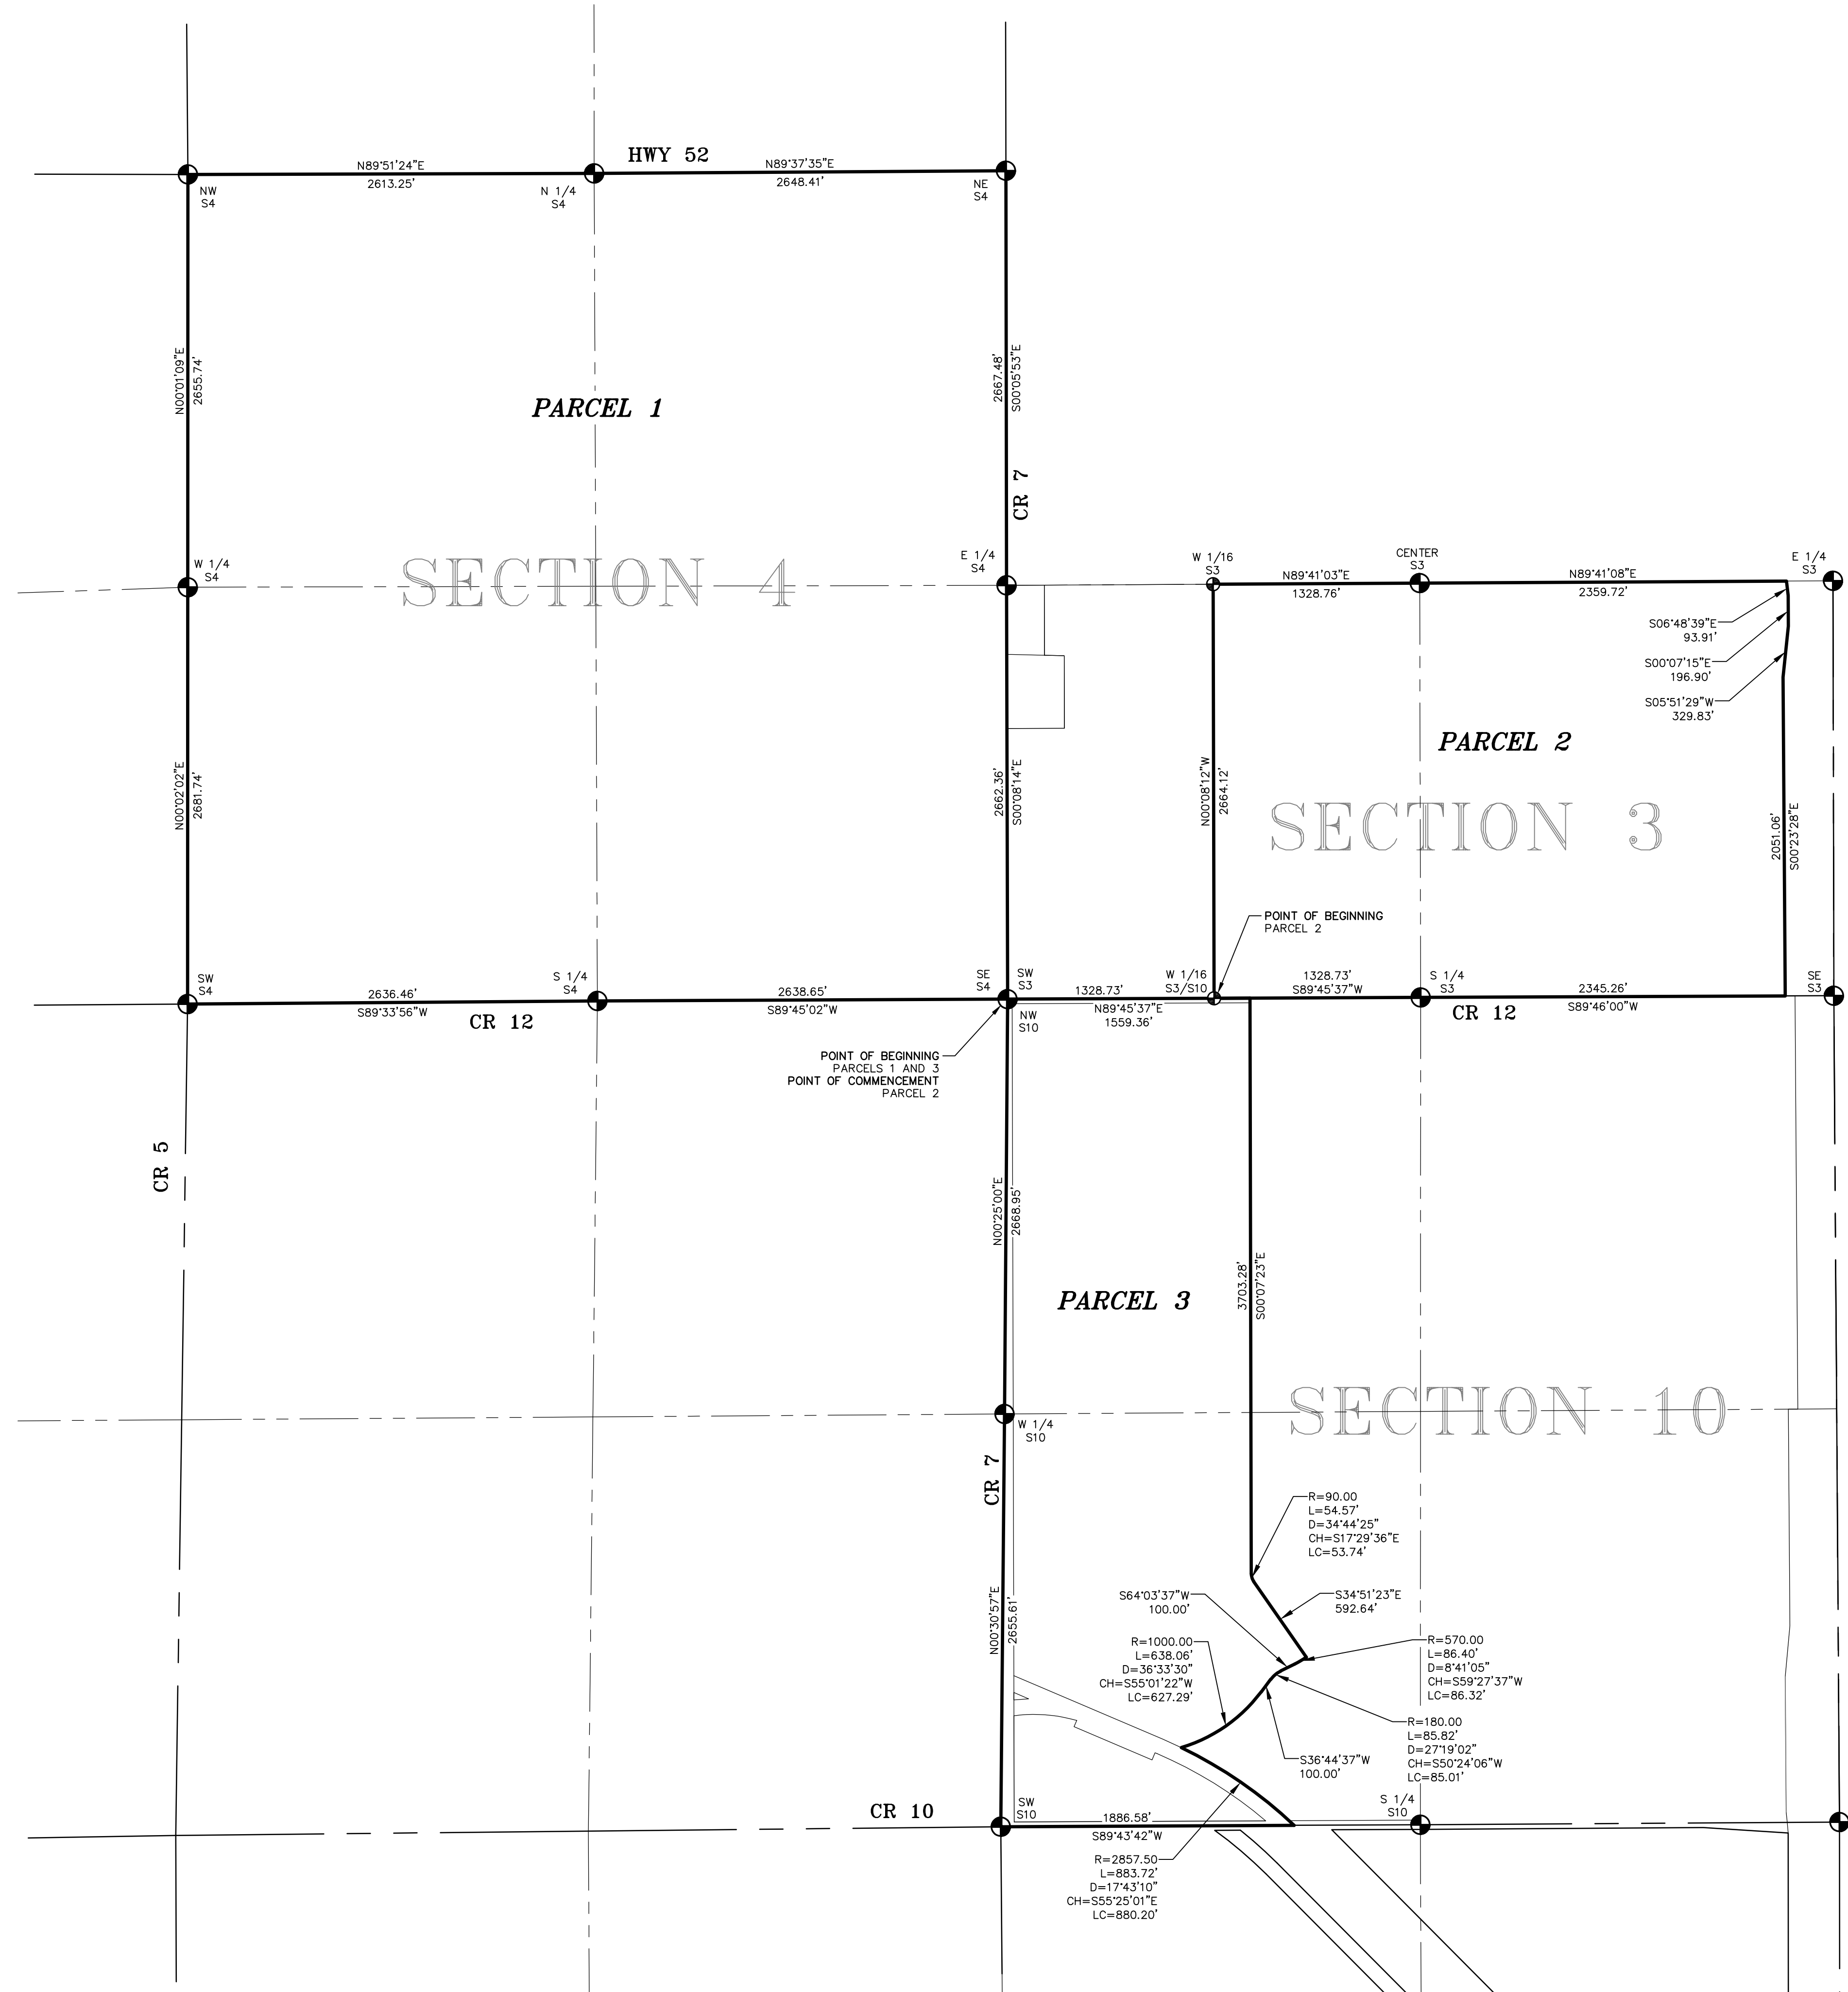 HWY 52
N89°51'24"E
2613.25'
N89°37'35"E
2648.41'
NW
S4
N 1/4
S4
NE
S4
N00°01'09"E
2655.74'
PARCEL 1
2667.48'
S00°05'53"E
CR 7
SECTION 4
W 1/4
S4
E 1/4
S4
W 1/16
S3
N89°41'03"E
1328.76'
CENTER
S3
N89°41'08"E
2359.72'
E 1/4
S3
S06°48'39"E
93.91'
S00°07'15"E
196.90'
S05°51'29"W
329.83'
PARCEL 2
SECTION 3
N00°02'02"E
2681.74'
2662.36'
S00°08'14"E
N00°08'12"W
2664.12'
2051.06'
S00°23'28"E
POINT OF BEGINNING
PARCEL 2
SW
S4
2636.46'
S89°33'56"W
S 1/4
S4
CR 12
2638.65'
S89°45'02"W
SE
S4
SW
S3
NW
S10
1328.73'
N89°45'37"E
1559.36'
W 1/16
S3/S10
1328.73'
S89°45'37"W
S 1/4
S3
CR 12
2345.26'
S89°46'00"W
SE
S3
POINT OF BEGINNING
PARCELS 1 AND 3
POINT OF COMMENCEMENT
PARCEL 2
CR 5
N00°25'00"E
2668.95'
PARCEL 3
3703.28'
S00°07'23"E
SECTION 10
W 1/4
S10
CR 7
R=90.00
L=54.57'
D=34°44'25"
CH=S17°29'36"E
LC=53.74'
S64°03'37"W
100.00'
S34°51'23"E
592.64'
N00°30'57"E
2655.61'
R=1000.00
L=638.06'
D=36°33'30"
CH=S55°01'22"W
LC=627.29'
R=570.00
L=86.40'
D=8°41'05"
CH=S59°27'37"W
LC=86.32'
R=180.00
L=85.82'
D=27°19'02"
CH=S50°24'06"W
LC=85.01'
S36°44'37"W
100.00'
CR 10
SW
S10
1886.58'
S89°43'42"W
S 1/4
S10
R=2857.50
L=883.72'
D=17°43'10"
CH=S55°25'01"E
LC=880.20'